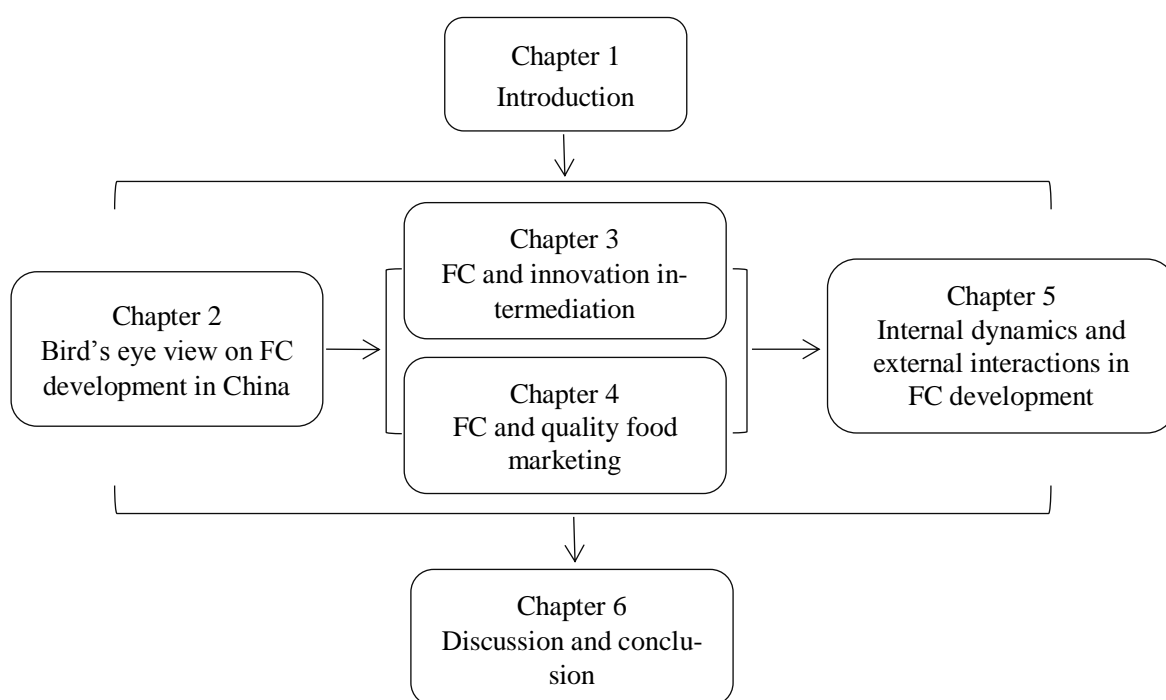 Chapter 1
Introduction
Chapter 2
Bird’s eye view on FC
development in China
Chapter 3
FC and innovation in-
termediation
Chapter 4
FC and quality food
marketing
Chapter 5
Internal dynamics and
external interactions in
FC development
Chapter 6
Discussion and conclu-
sion